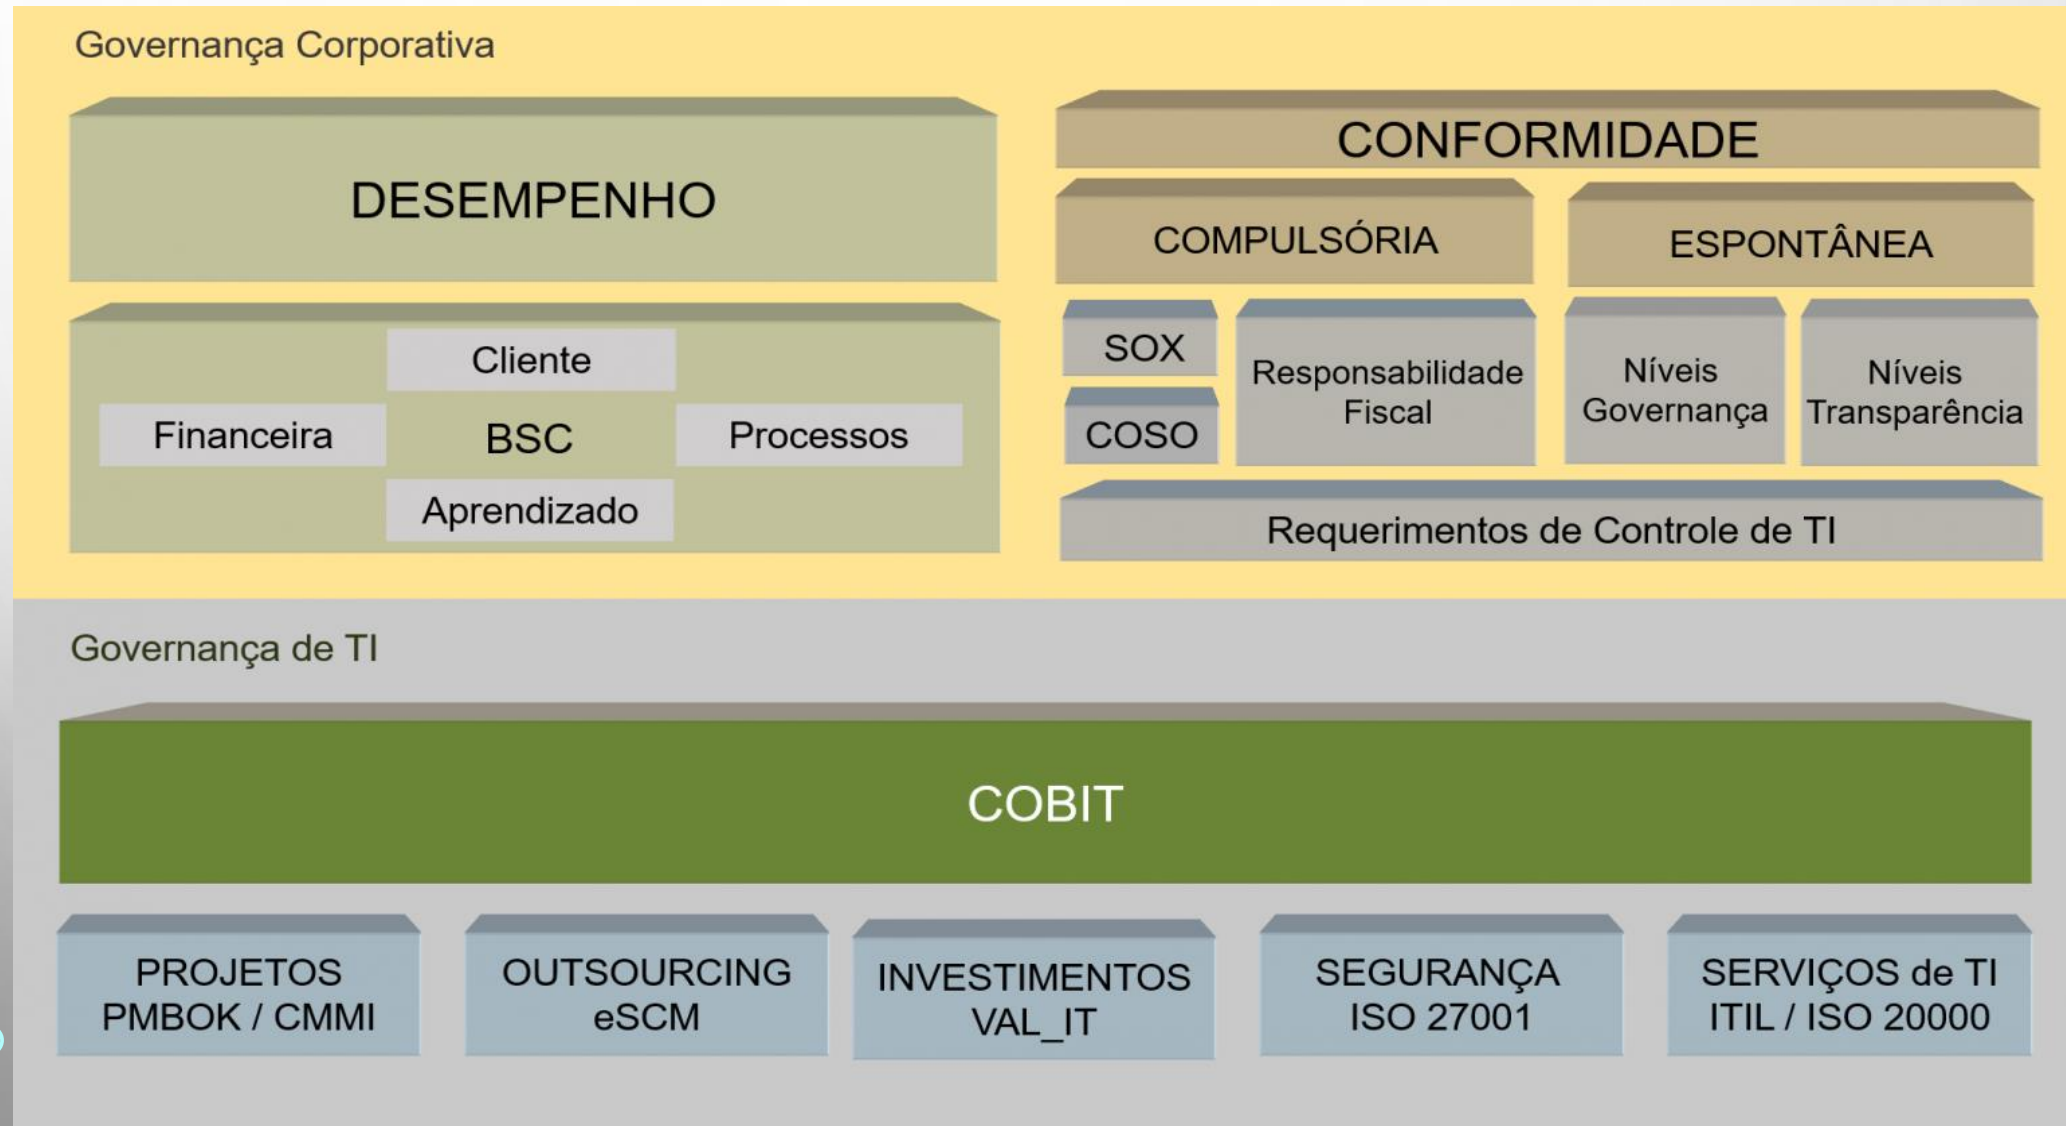 Governança Corporativa
DESEMPENHO
Cliente
Financeira
BSC
Processos
Aprendizado
CONFORMIDADE
COMPULSÓRIA
ESPONTÂNEA
SOX
COSO
Responsabilidade
Fiscal
Níveis
Governança
Níveis
Transparência
Requerimentos de Controle de TI
Governança de TI
COBIT
PROJETOS
PMBOK / CMMI
OUTSOURCING
eSCM
INVESTIMENTOS
VAL_IT
SEGURANÇA
ISO 27001
SERVIÇOS de TI
ITIL / ISO 20000